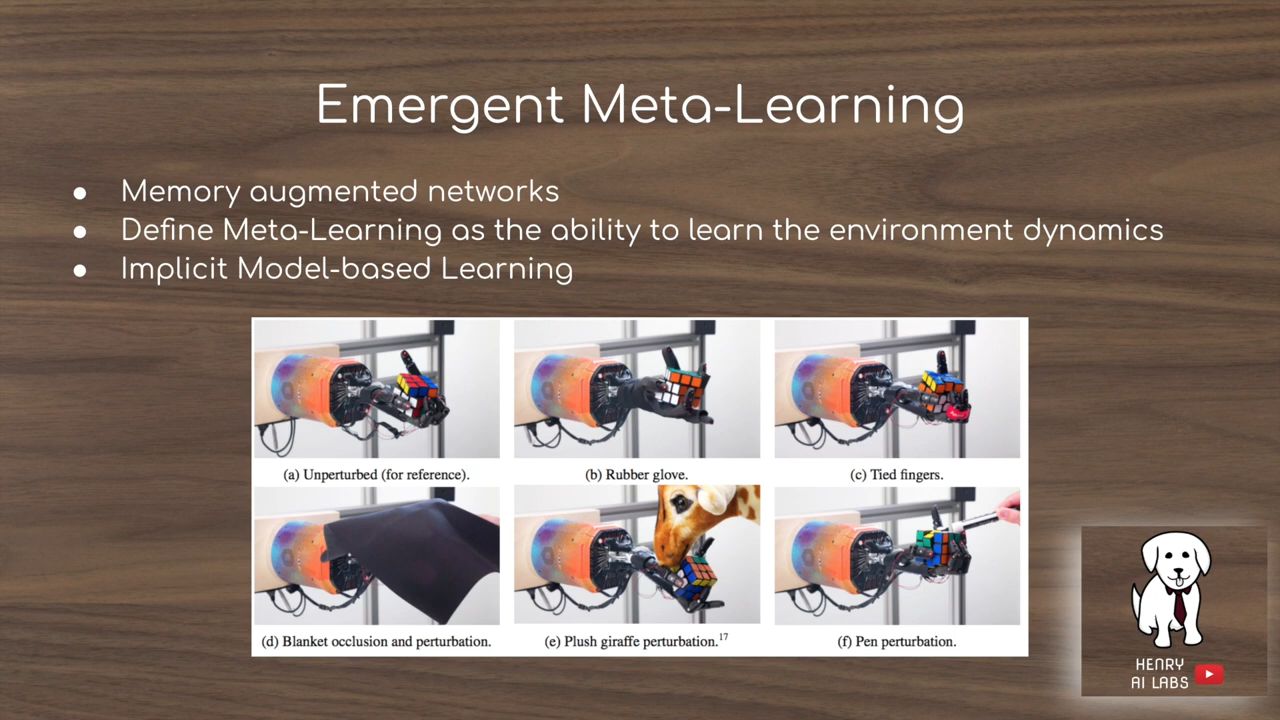 Emergent Meta-Learning
● Memory augmented networks
● Define Meta-Learning as the ability to learn the environment dynamics
● Implicit Model-based Learning
(a) Unperturbed (for reference).
(b) Rubber glove.
(c) Tied fingers.
(d) Blanket occlusion and perturbation.
(e) Plush giraffe perturbation.17
(f) Pen perturbation.
HENRY
AI LABS